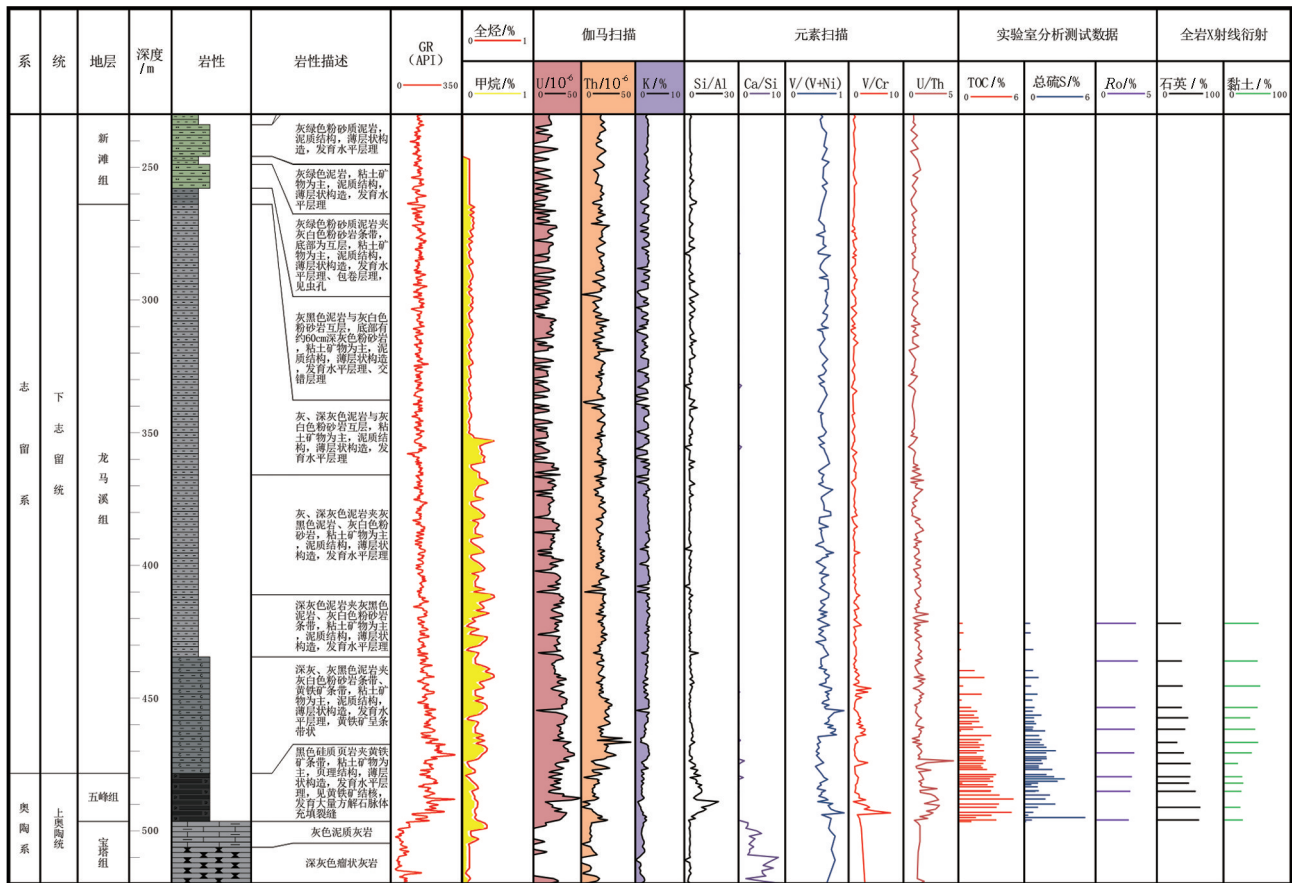 系
统
地层
深度
/m
岩性
岩性描述
GR
(API)
0 350
全烃/%
0 1
甲烷/%
0 1
伽马扫描
U/10-6
0 50
Th/10-6
0 50
K/%
0 10
元素扫描
Si/Al
0 30
Ca/Si
0 10
V/(V+Ni)
0 1
V/Cr
0 10
U/Th
0 5
实验室分析测试数据
TOC/%
0 6
总硫S/%
0 6
Ro/%
0 5
全岩X射线衍射
石英/%
0 100
黏土/%
0 100
志留系
奥陶系
下志留统
上奥陶统
新滩组
龙马溪组
五峰组
宝塔组
250
300
350
400
450
500
灰绿色粉砂质泥岩,
泥质结构, 薄层状构
造, 发育水平层理
灰绿色泥岩, 粘土矿
物为主, 泥质结构,
薄层状构造, 发育水
平层理
灰绿色粉砂质泥岩夹
灰白色粉砂岩条带,
底部为互层, 粘土矿
物为主, 泥质结构,
薄层状构造, 发育水
平层理、包卷层理,
见虫孔
灰黑色泥岩与灰白色
粉砂岩互层, 底部有
约60cm深灰色粉砂岩
, 粘土矿物为主, 泥
质结构, 薄层状构造
, 发育水平层理、交
错层理
灰、深灰色泥岩与灰
白色粉砂岩互层, 粘
土矿物为主, 泥质结
构, 薄层状构造, 发
育水平层理
灰、深灰色泥岩夹灰
黑色泥岩、灰白色粉
砂岩, 粘土矿物为主
, 泥质结构, 薄层状
构造, 发育水平层理
深灰色泥岩夹灰黑色
泥岩、灰白色粉砂岩
条带, 粘土矿物为主
, 泥质结构, 薄层状
构造, 发育水平层理
深灰、灰黑色泥岩夹
灰白色粉砂岩条带、
黄铁矿条带, 粘土矿
物为主, 泥质结构,
薄层状构造, 发育水
平层理, 黄铁矿呈条
带状
黑色硅质页岩夹黄铁
矿条带, 粘土矿物为
主, 页理结构, 薄层
状构造, 发育水平层
理, 见黄铁矿结核,
发育大量方解石脉体
充填裂缝
灰色泥质灰岩
深灰色瘤状灰岩